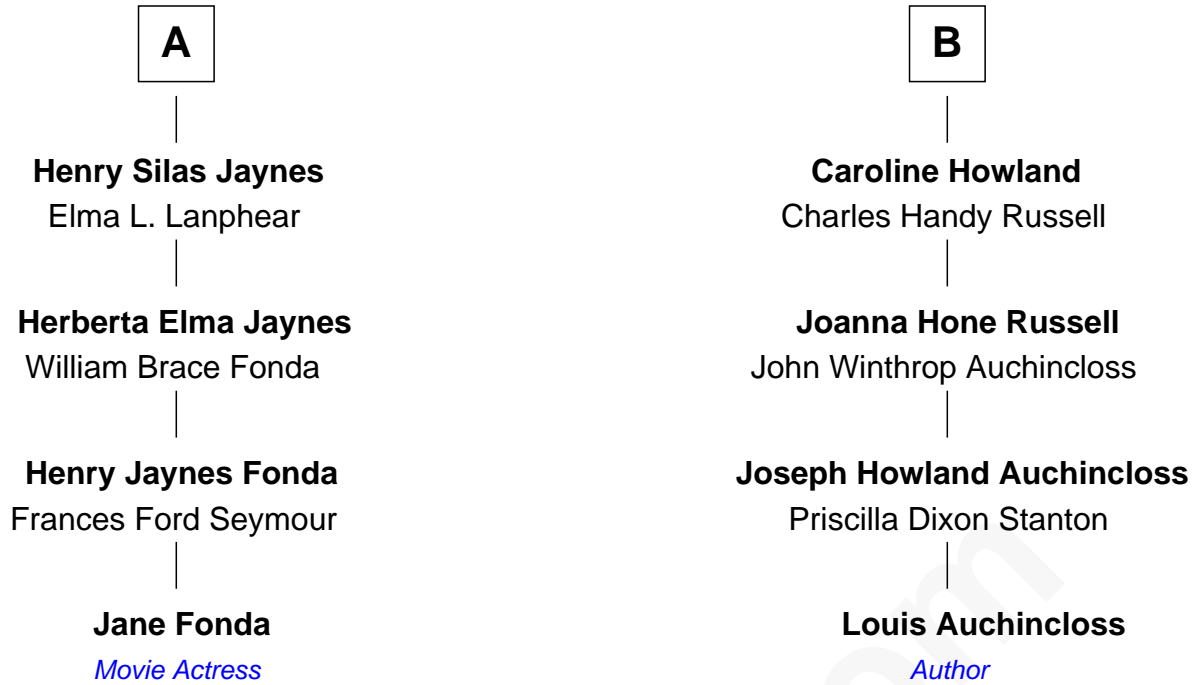 A
Henry Silas Jaynes
Elma L. Lanphear
Herberta Elma Jaynes
William Brace Fonda
Henry Jaynes Fonda
Frances Ford Seymour
Jane Fonda
Movie Actress
B
Caroline Howland
Charles Handy Russell
Joanna Hone Russell
John Winthrop Auchincloss
Joseph Howland Auchincloss
Priscilla Dixon Stanton
Louis Auchincloss
Author